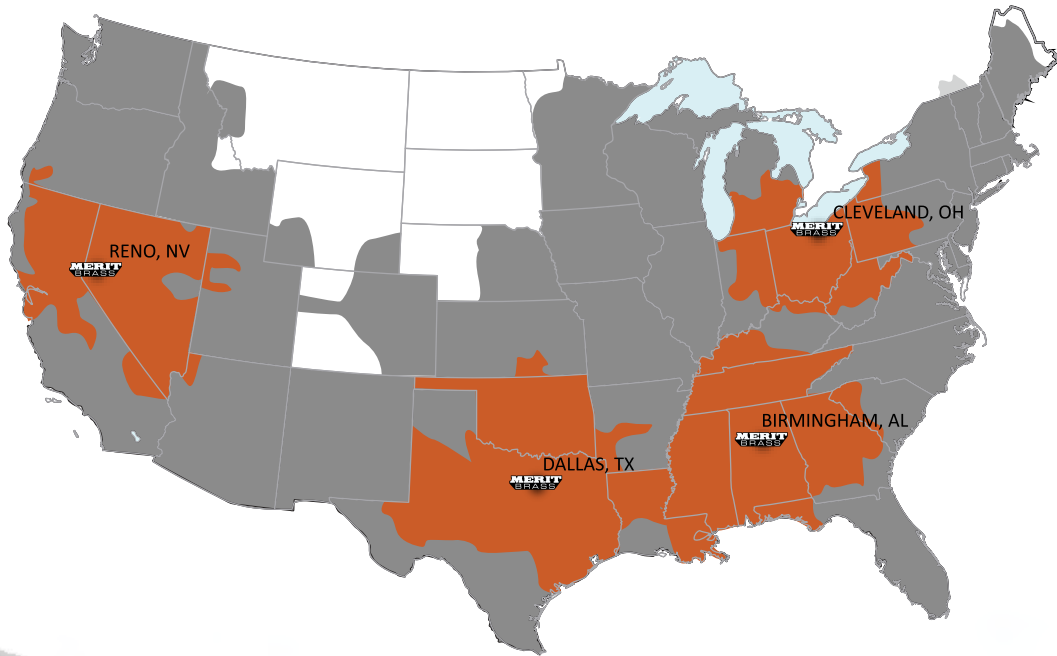 CLEVELAND, OH
MERIT
BRASS
RENO, NV
MERIT
BRASS
BIRMINGHAM, AL
MERIT
BRASS
DALLAS, TX
MERIT
BRASS